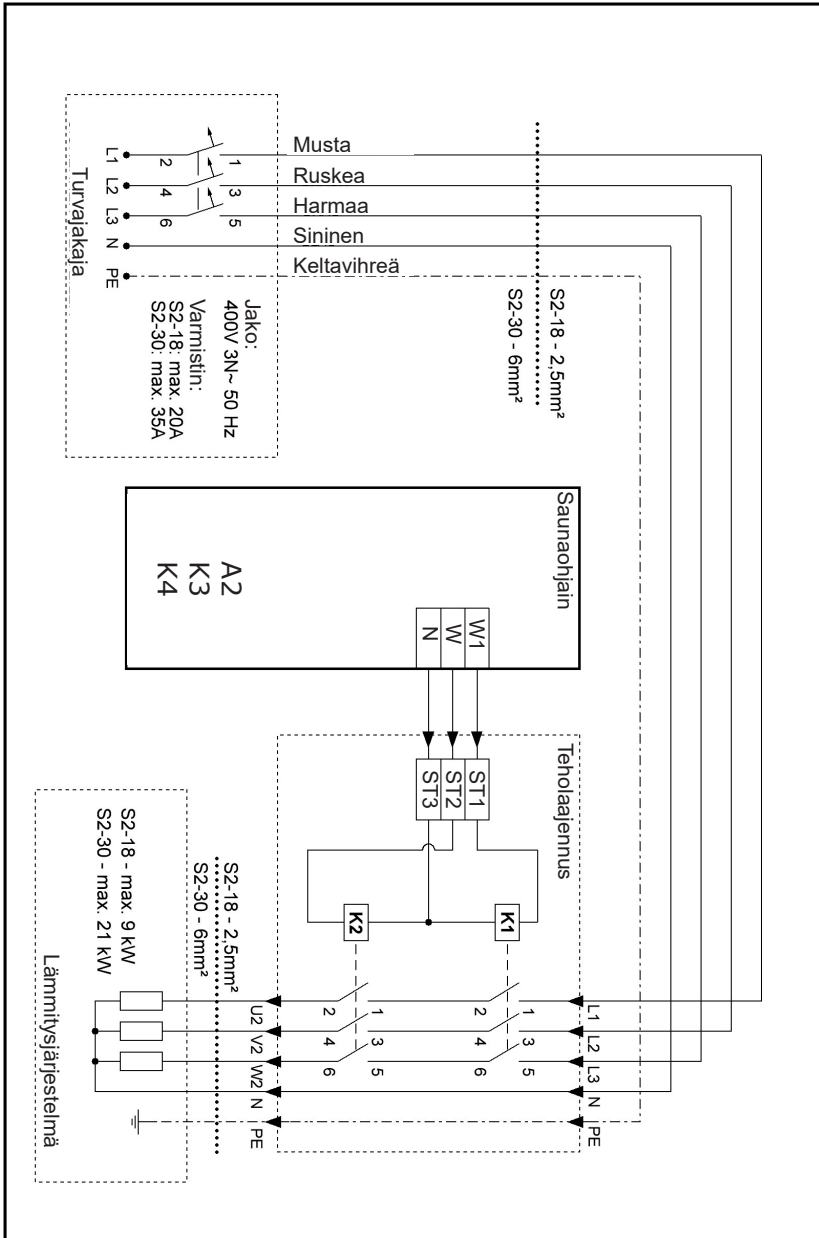 Musta
Ruskea
Harmaa
Sininen
Keltavihreä
L1
L2
L3
N
PE
2
4
6
1
3
5
Turvajakaja
Jako:
400V 3N~ 50 Hz
Varmistin:
S2-18: max. 20A
S2-30: max. 35A
S2-18 - 2,5mm²
S2-30 - 6mm²
Saunaohjain
A2
K3
K4
W1
W
N
Teholaajennus
ST1
ST2
ST3
K1
K2
L1
L2
L3
N
PE
1
3
5
2
4
6
1
3
5
2
4
6
U2
V2
W2
N
PE
S2-18 - 2,5mm²
S2-30 - 6mm²
S2-18 - max. 9 kW
S2-30 - max. 21 kW
Lämmitysjärjestelmä